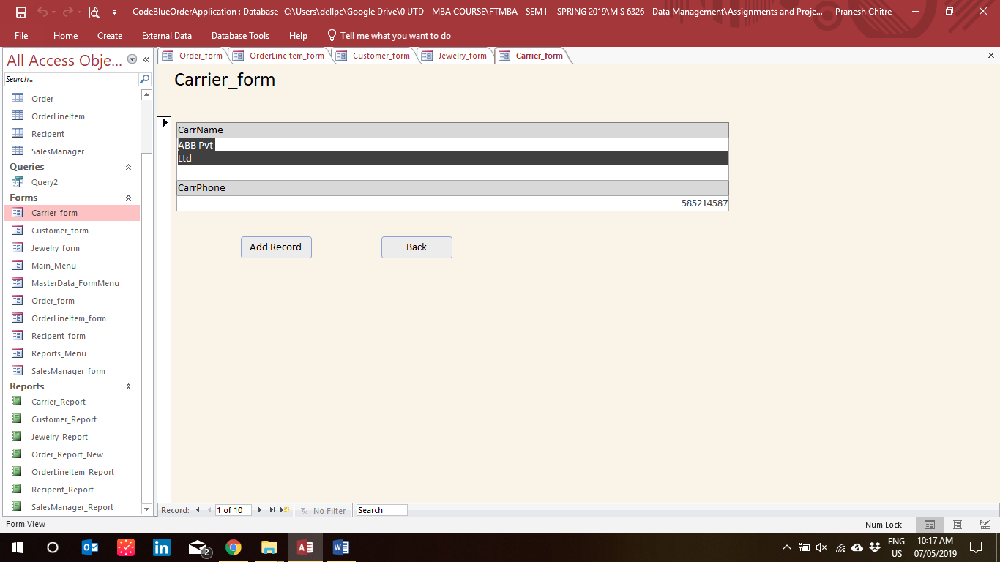 CodeBlueOrderApplication : Database- C:\Users\dellpc\Google Drive\0 UTD - MBA COURSE\FTMBA - SEM II - SPRING 2019\MIS 6326 - Data Management\Assignments and Proje... Pranesh Chitre
File Home Create External Data Database Tools Help Tell me what you want to do
All Access Obje...
Search...
Order
OrderLineItem
Recipent
SalesManager
Queries
Query2
Forms
Carrier_form
Customer_form
Jewelry_form
Main_Menu
MasterData_FormMenu
Order_form
OrderLineItem_form
Recipent_form
Reports_Menu
SalesManager_form
Reports
Carrier_Report
Customer_Report
Jewelry_Report
Order_Report_New
OrderLineItem_Report
Recipent_Report
SalesManager_Report
Order_form OrderLineItem_form Customer_form Jewelry_form Carrier_form
Carrier_form
CarrName
ABB Pvt
Ltd
CarrPhone
585214587
Add Record Back
Record: 1 of 10 No Filter Search
Form View Num Lock
2
ENG
US
10:17 AM
07/05/2019